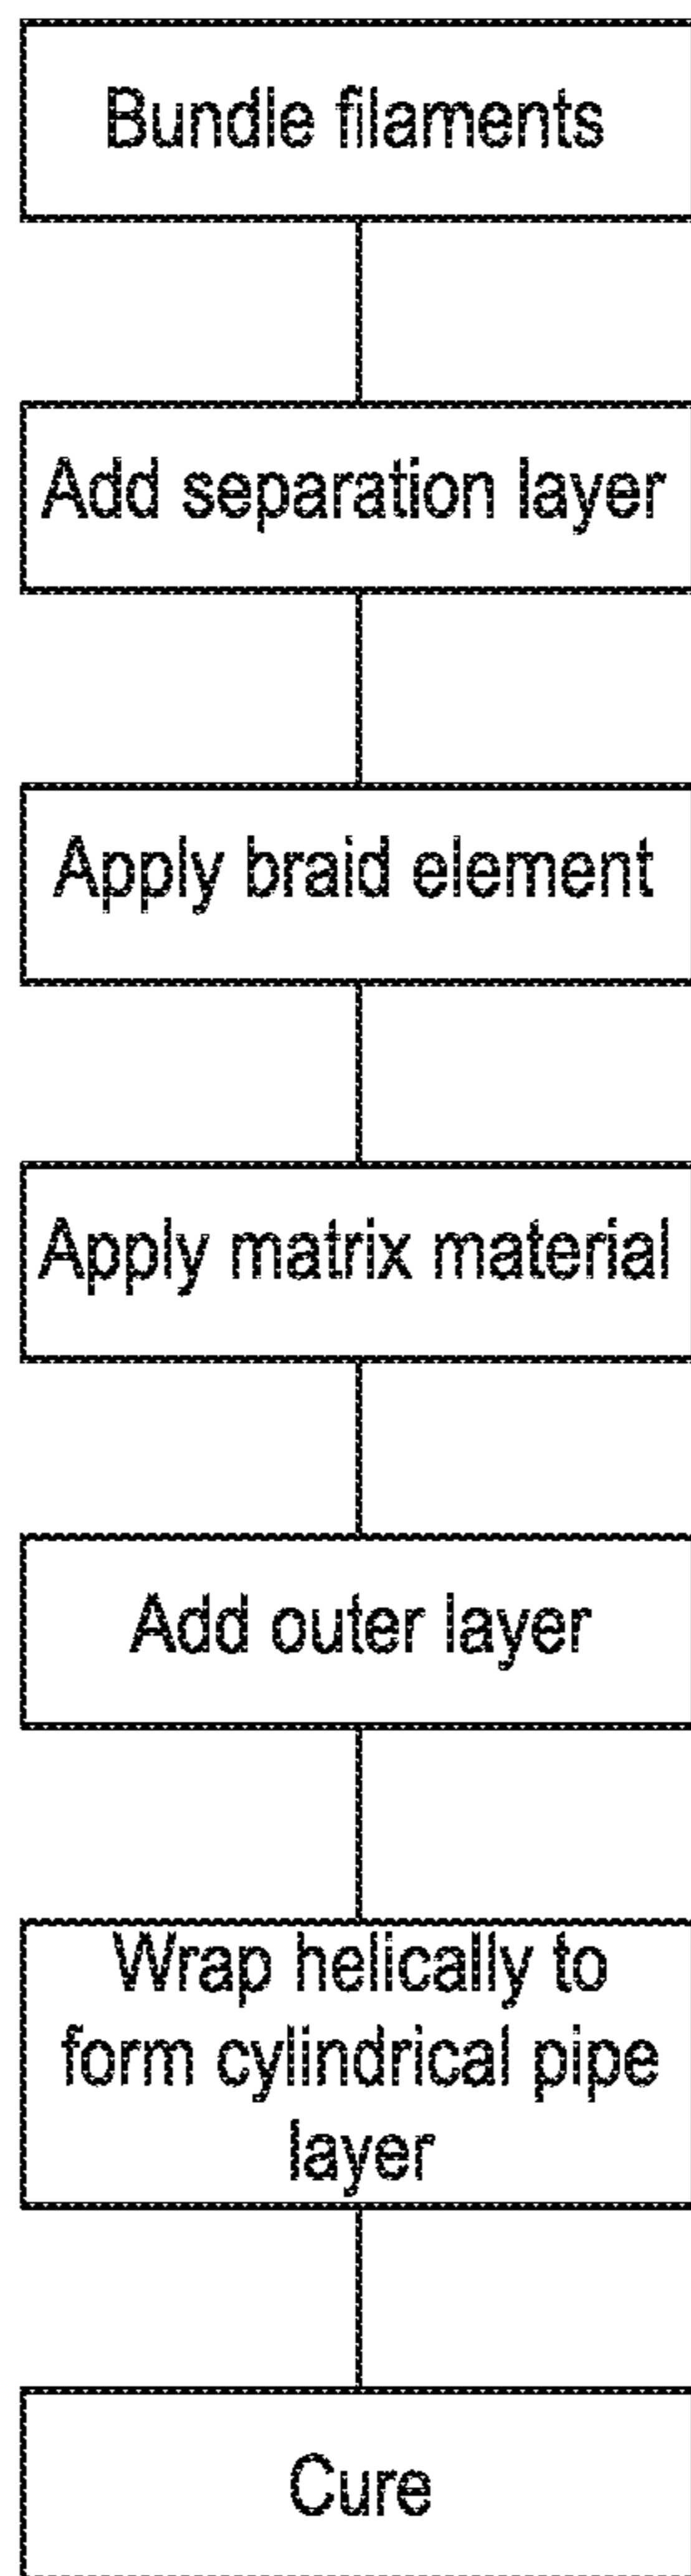 Bundle filaments
Add separation layer
Apply braid element
Apply matrix material
Add outer layer
Wrap helically to
form cylindrical pipe
layer
Cure